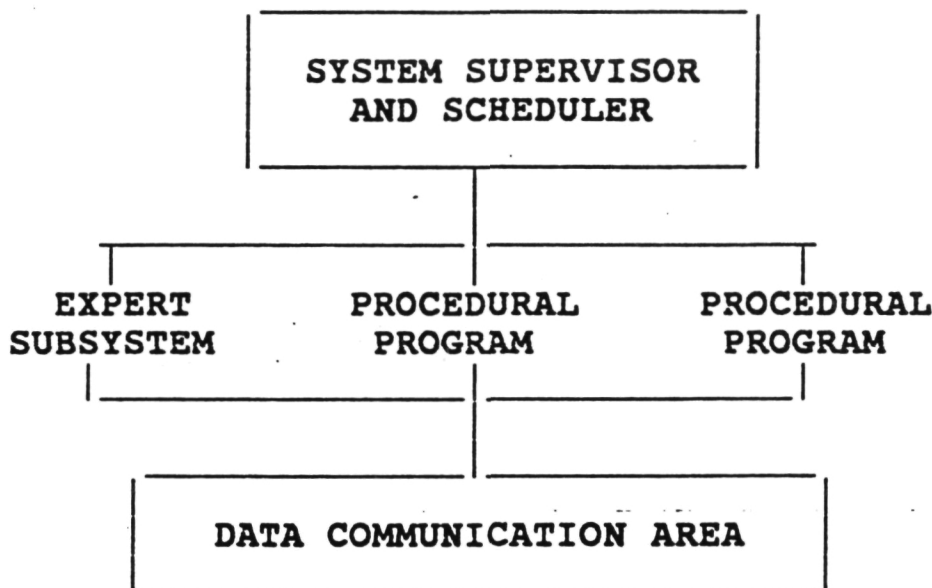 SYSTEM SUPERVISOR
AND SCHEDULER
EXPERT
SUBSYSTEM
PROCEDURAL
PROGRAM
PROCEDURAL
PROGRAM
DATA COMMUNICATION AREA